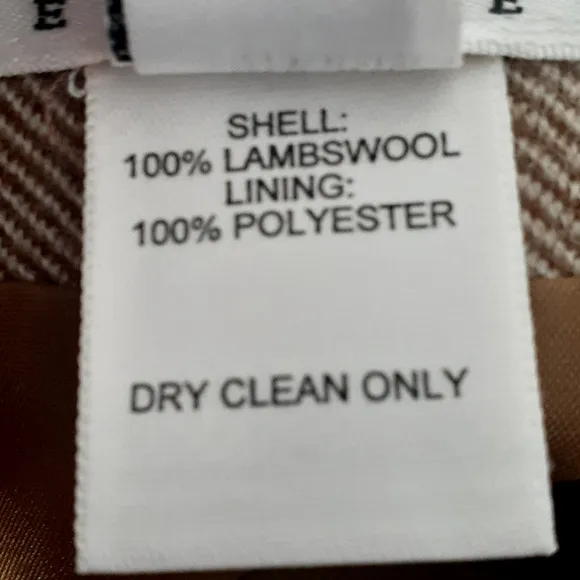 SHELL:
100% LAMBSWOOL
LINING:
100% POLYESTER
DRY CLEAN ONLY